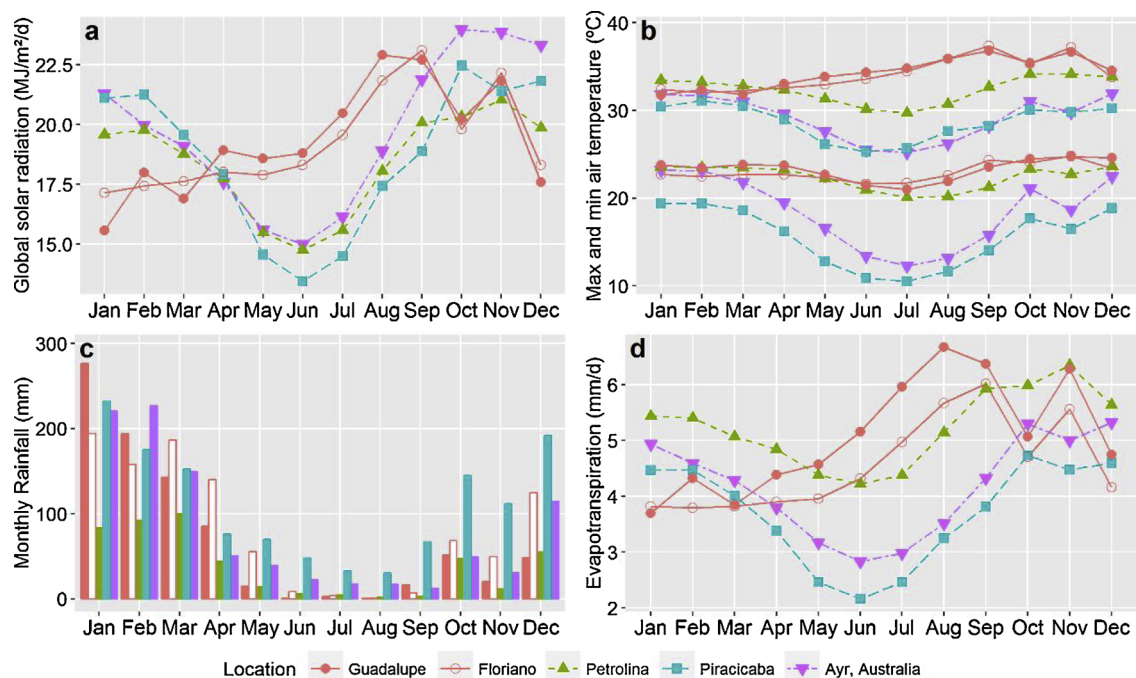 a
Global solar radiation (MJ/m²/d)
22.5
20.0
17.5
15.0
Jan Feb Mar Apr May Jun Jul Aug Sep Oct Nov Dec
b
Max and min air temperature (ºC)
40
30
20
10
Jan Feb Mar Apr May Jun Jul Aug Sep Oct Nov Dec
c
Monthly Rainfall (mm)
300
200
100
0
Jan Feb Mar Apr May Jun Jul Aug Sep Oct Nov Dec
d
Evapotranspiration (mm/d)
6
5
4
3
2
Jan Feb Mar Apr May Jun Jul Aug Sep Oct Nov Dec
Location Guadalupe Floriano Petrolina Piracicaba Ayr, Australia